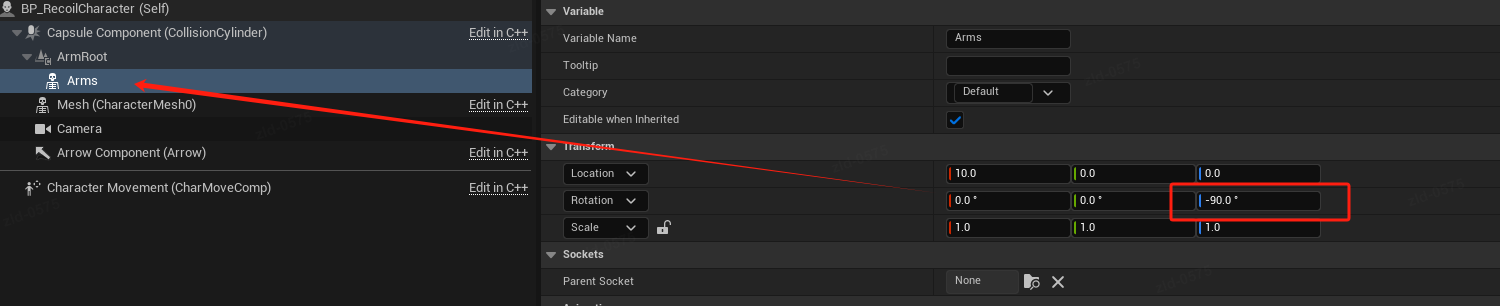 BP_RecoilCharacter (Self)
Capsule Component (CollisionCylinder) Edit in C++
ArmRoot
Arms
Mesh (CharacterMesh0) Edit in C++
Camera
Arrow Component (Arrow) Edit in C++
Character Movement (CharMoveComp) Edit in C++
Variable
Variable Name Arms
Tooltip
Category Default
Editable when Inherited
Transform
Location 10.0 0.0 0.0
Rotation 0.0 ° 0.0 ° -90.0 °
Scale 1.0 1.0 1.0
Sockets
Parent Socket None